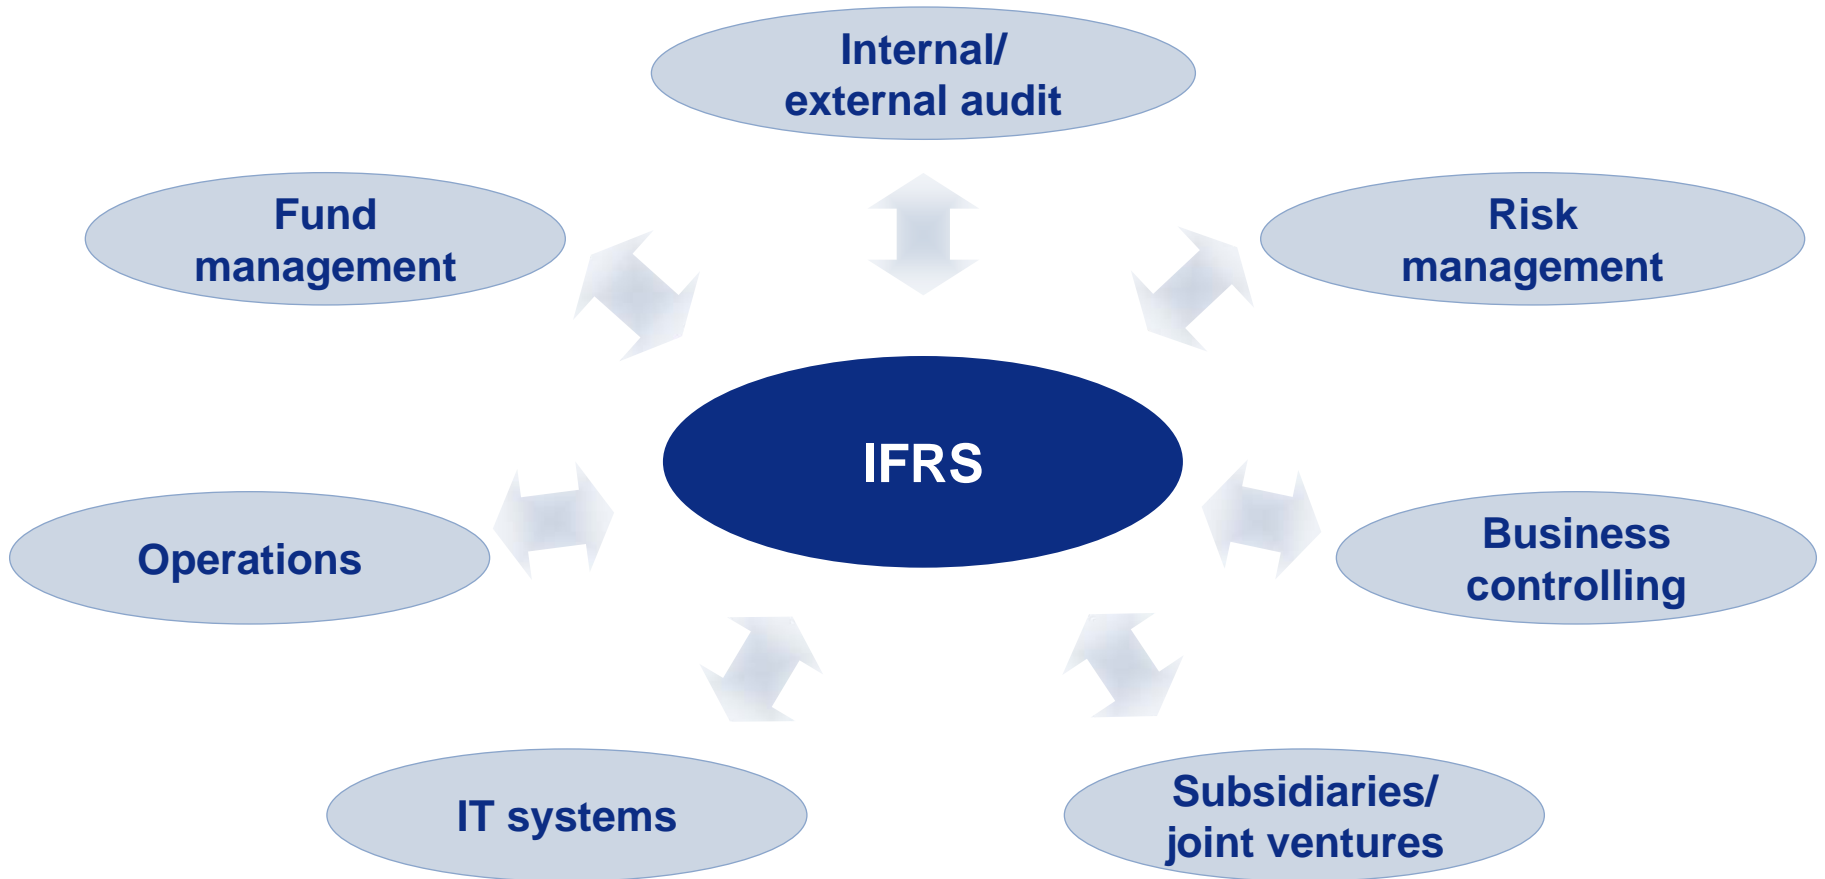 Internal/
external audit
Fund
management
Risk
management
IFRS
Operations
Business
controlling
IT systems
Subsidiaries/
joint ventures